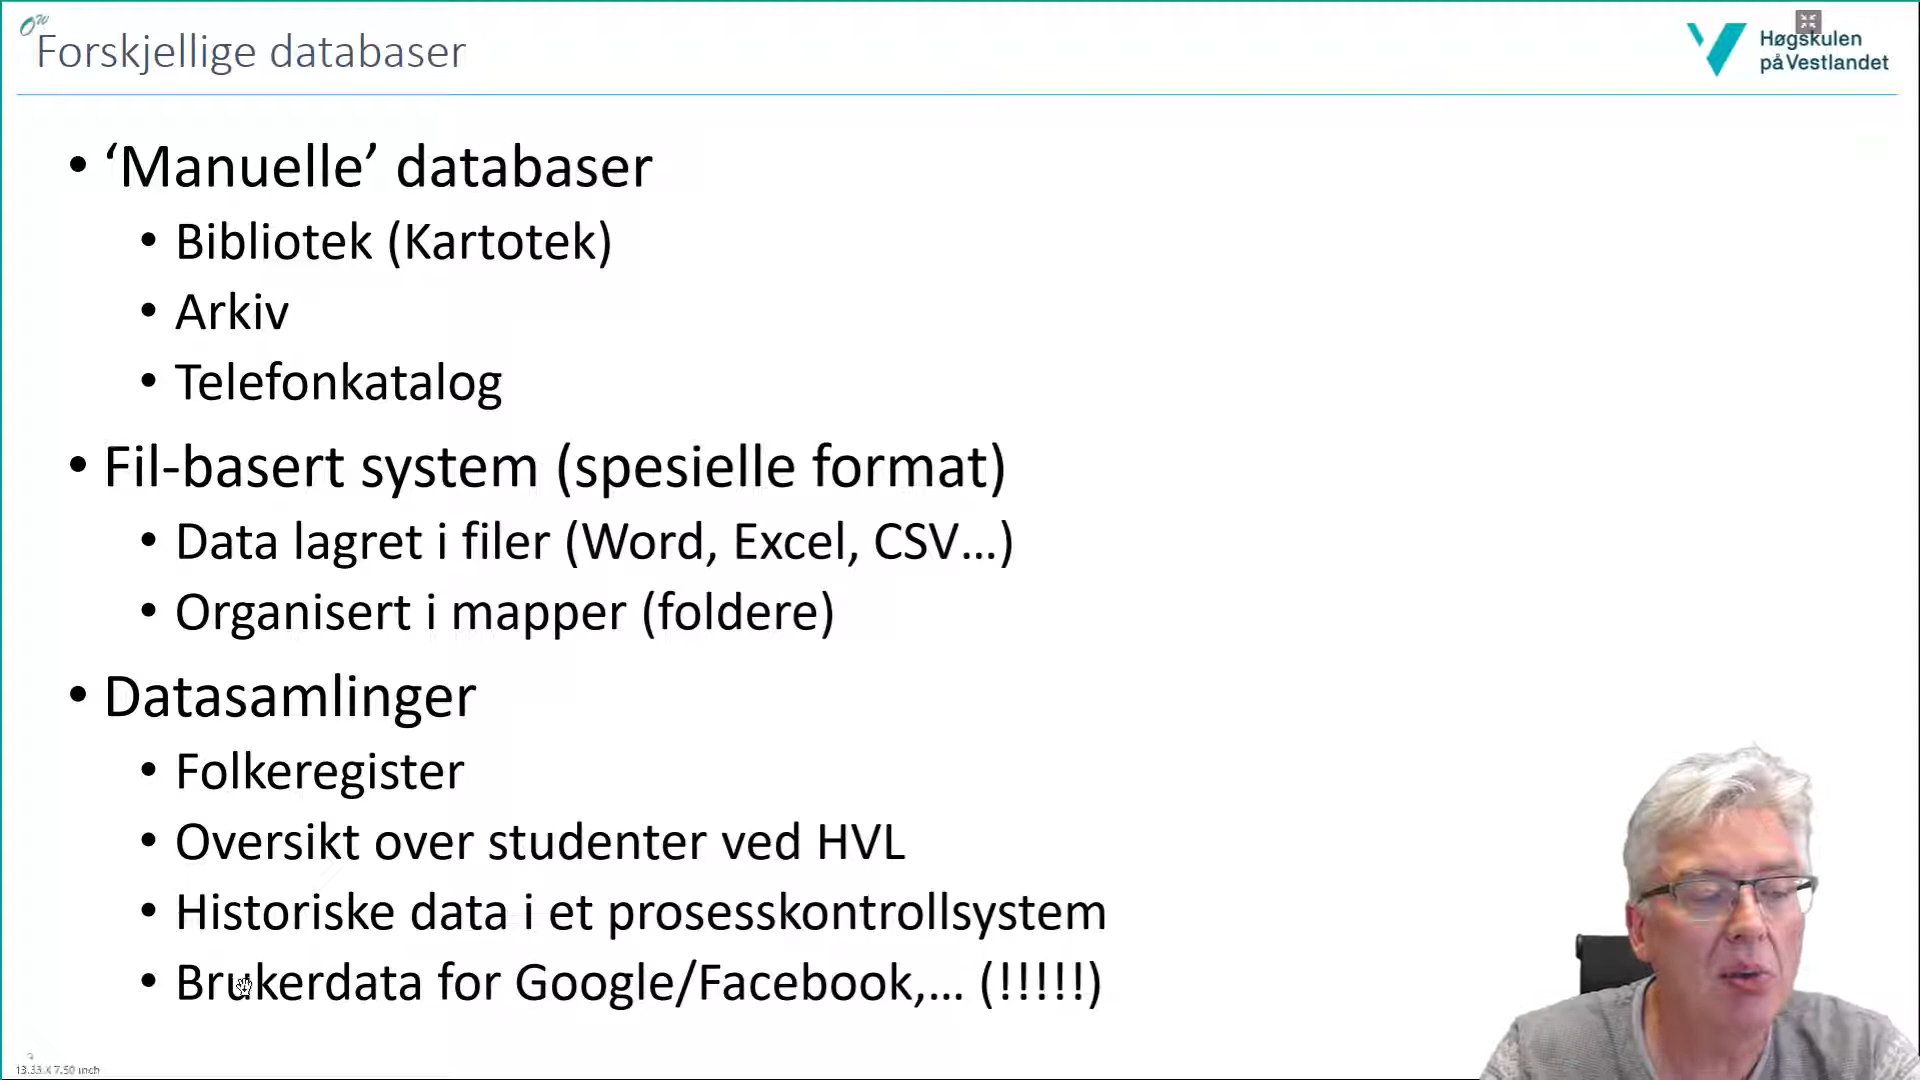 Forskjellige databaser
Høgskulen
på Vestlandet
• ‘Manuelle’ databaser
• Bibliotek (Kartotek)
• Arkiv
• Telefonkatalog
• Fil-basert system (spesielle format)
• Data lagret i filer (Word, Excel, CSV…)
• Organisert i mapper (foldere)
• Datasamlinger
• Folkeregister
• Oversikt over studenter ved HVL
• Historiske data i et prosesskontrollsystem
• Brukerdata for Google/Facebook,… (!!!!!)
13.33 X 7.50 inch